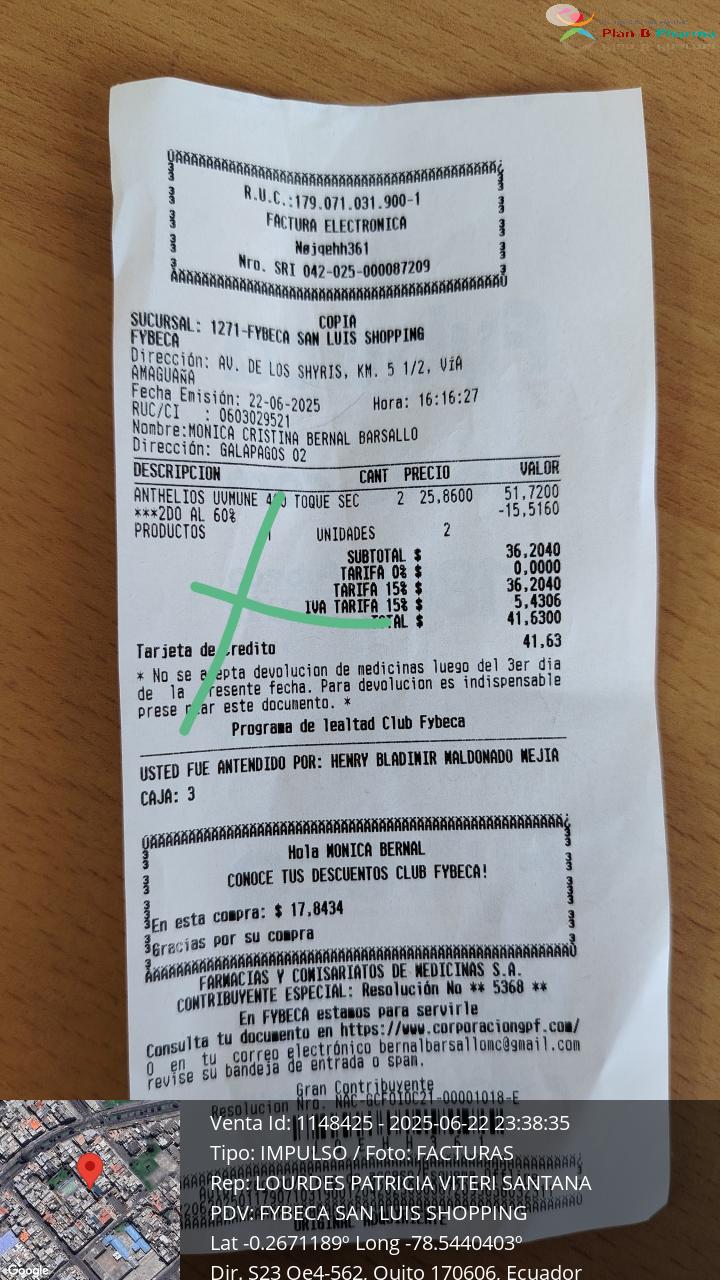 Plan B Pharma
R.U.C.:179.071.031.900-1
FACTURA ELECTRONICA
Nøjqehh361
Nro. SRI 042-025-000087209
COPIA
SUCURSAL: 1271-FYBECA SAN LUIS SHOPPING
FYBECA
Dirección: AV. DE LOS SHYRIS, KM. 5 1/2, VÍA
AMAGUAÑA
Fecha Emisión: 22-06-2025 Hora: 16:16:27
RUC/CI : 0603029521
Nombre:MONICA CRISTINA BERNAL BARSALLO
Dirección: GALAPAGOS 02
DESCRIPCION CANT PRECIO VALOR
ANTHELIOS UVMUNE TOQUE SEC 2 25,8600 51,7200
***2DO AL 60% -15,5160
PRODUCTOS 1 UNIDADES 2
SUBTOTAL $ 36,2040
TARIFA 0% $ 0,0000
TARIFA 15% $ 36,2040
IVA TARIFA 15% $ 5,4306
TOTAL $ 41,6300
Tarjeta de credito 41,63
* No se acepta devolucion de medicinas luego del 3er dia
de la presente fecha. Para devolucion es indispensable
presentar este documento. *
Programa de lealtad Club Fybeca
USTED FUE ANTENDIDO POR: HENRY BLADIMIR MALDONADO MEJIA
CAJA: 3
Hola MONICA BERNAL
CONOCE TUS DESCUENTOS CLUB FYBECA!
En esta compra: $ 17,8434
Gracias por su compra
FARMACIAS Y COMISARIATOS DE MEDICINAS S.A.
CONTRIBUYENTE ESPECIAL: Resolución No ** 5368 **
En FYBECA estamos para servirle
Consulta tu documento en https://www.corporaciongpf.com/
O en tu correo electrónico bernalbarsallomc@gmail.com
revise su bandeja de entrada o spam.
Gran Contribuyente
Resolucion Nro. NAC-GCFOIOC21-00001018-E
Venta Id: 1148425 - 2025-06-22 23:38:35
Tipo: IMPULSO / Foto: FACTURAS
Rep: LOURDES PATRICIA VITERI SANTANA
PDV: FYBECA SAN LUIS SHOPPING
Lat -0.2671189º Long -78.5440403º
Dir. S23 Oe4-562, Quito 170606, Ecuador
Google